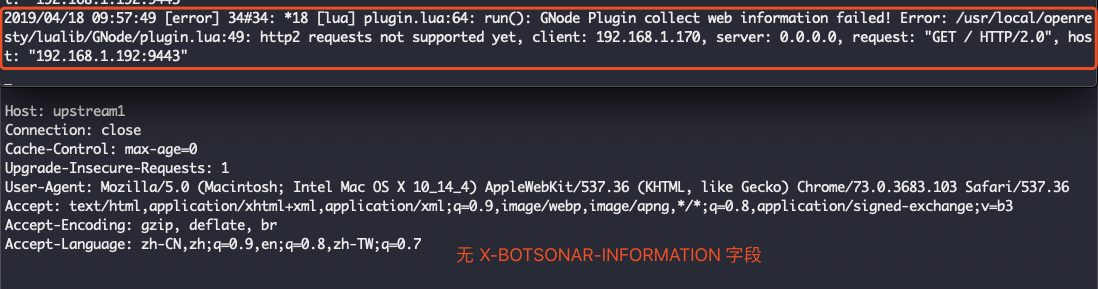 t: "192.168.1.192:9443"
2019/04/18 09:57:49 [error] 34#34: *18 [lua] plugin.lua:64: run(): GNode Plugin collect web information failed! Error: /usr/local/openre
sty/lualib/GNode/plugin.lua:49: http2 requests not supported yet, client: 192.168.1.170, server: 0.0.0.0, request: "GET / HTTP/2.0", hos
t: "192.168.1.192:9443"
Host: upstream1
Connection: close
Cache-Control: max-age=0
Upgrade-Insecure-Requests: 1
User-Agent: Mozilla/5.0 (Macintosh; Intel Mac OS X 10_14_4) AppleWebKit/537.36 (KHTML, like Gecko) Chrome/73.0.3683.103 Safari/537.36
Accept: text/html,application/xhtml+xml,application/xml;q=0.9,image/webp,image/apng,*/*;q=0.8,application/signed-exchange;v=b3
Accept-Encoding: gzip, deflate, br
Accept-Language: zh-CN,zh;q=0.9,en;q=0.8,zh-TW;q=0.7
无 X-BOTSONAR-INFORMATION 字段